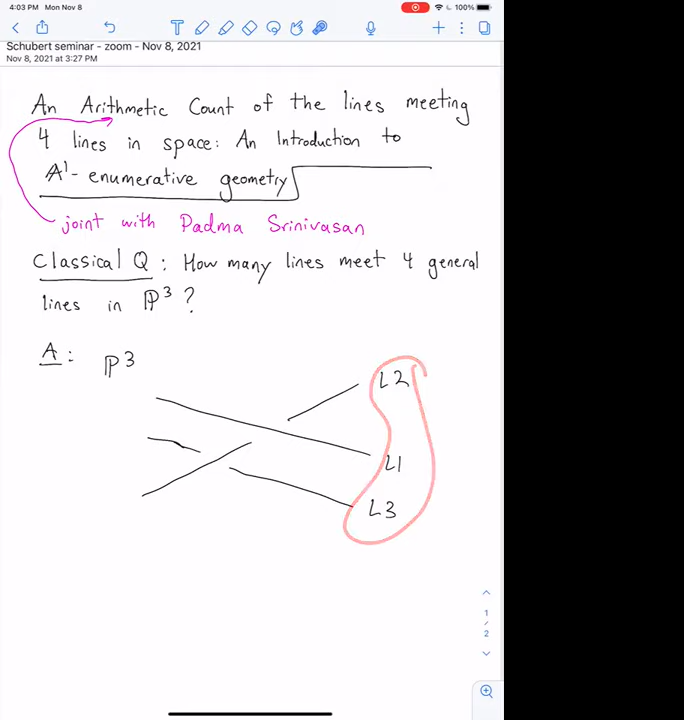 4:03 PM Mon Nov 8
100%
Schubert seminar - zoom - Nov 8, 2021
Nov 8, 2021 at 3:27 PM
An Arithmetic Count of the lines meeting
4 lines in space: An Introduction to
A¹-enumerative geometry
joint with Padma Srinivasan
Classical Q: How many lines meet 4 general
lines in ℙ³?
A: ℙ³
L2
L1
L3
1
/
2